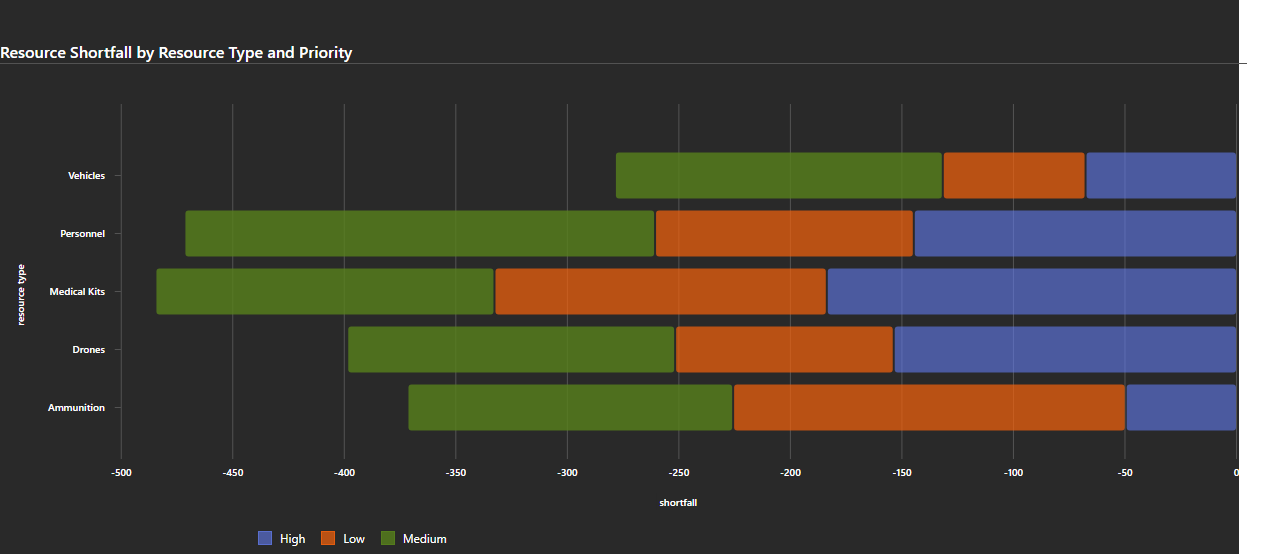 Resource Shortfall by Resource Type and Priority
Vehicles
Personnel
Medical Kits
Drones
Ammunition
resource type
-500 -450 -400 -350 -300 -250 -200 -150 -100 -50 0
shortfall
High Low Medium